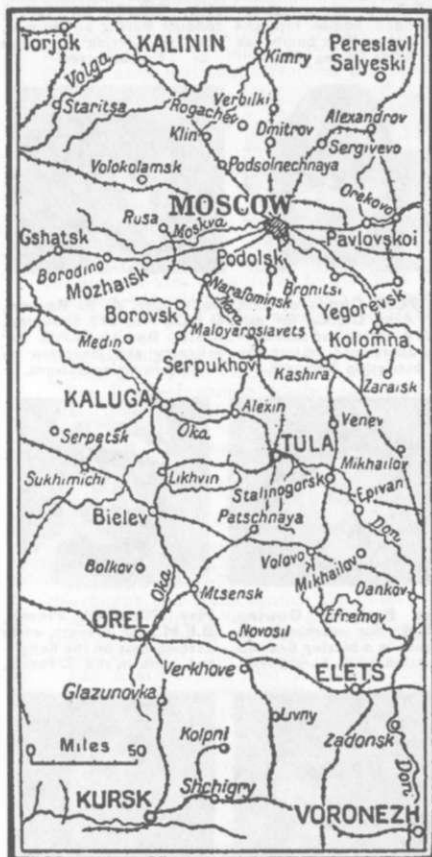 KALININ
Torjok
Pereslavl
Salyeski
Volga
Kimry
Staritsa
Rogachev
Verbilki
Alexandrov
Klin
Dmitrov
Sergivevo
Volokolamsk
Podsolnechnaya
Orekovo
MOSCOW
Rusa
Moskva
Gshatsk
Pavlovskoi
Borodino
Podolsk
Mozhaisk
Narafominsk
Bronitsi
Nara
Yegorevsk
Borovsk
Maloyaroslavets
Kolomna
Medin
Serpukhov
Kashira
Zaraisk
KALUGA
Alexin
Oka
Venev
Serpetsk
TULA
Mikhailov
Sukhimichi
Likhvin
Stalinogorsk
Epivan
Bielev
Patschnaya
Don
Volovo
Mikhailov
Bolkov
Oka
Dankov
Mtsensk
Efremov
OREL
Novosil
Verkhove
ELETS
Glazunovka
Livny
Miles
Kolpni
Zadonsk
0 50
Don
Shchigry
KURSK
VORONEZH